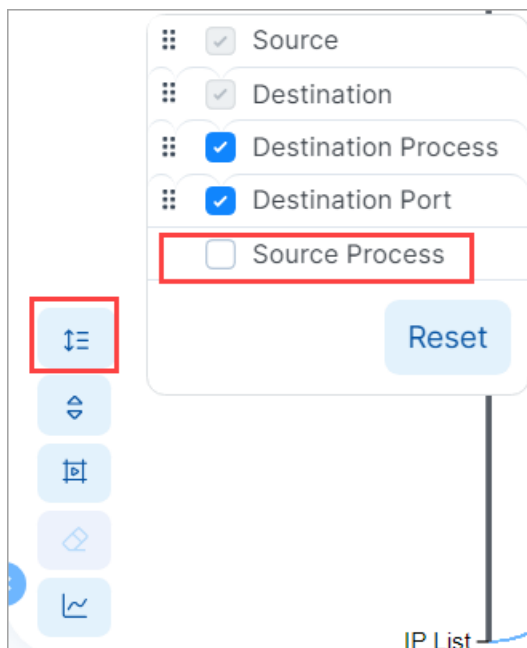 Source
Destination
Destination Process
Destination Port
Source Process
Reset
IP List